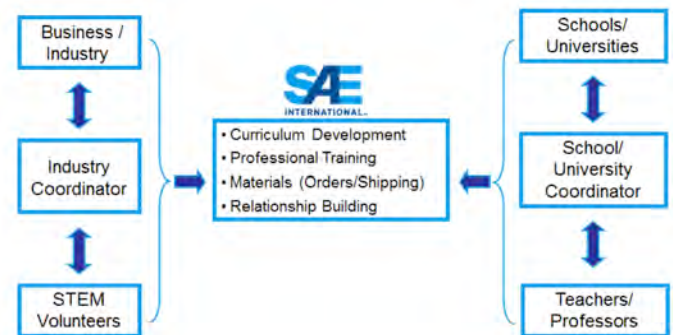 Business /
Industry
Industry
Coordinator
STEM
Volunteers
SAE
INTERNATIONAL™
• Curriculum Development
• Professional Training
• Materials (Orders/Shipping)
• Relationship Building
Schools/
Universities
School/
University
Coordinator
Teachers/
Professors